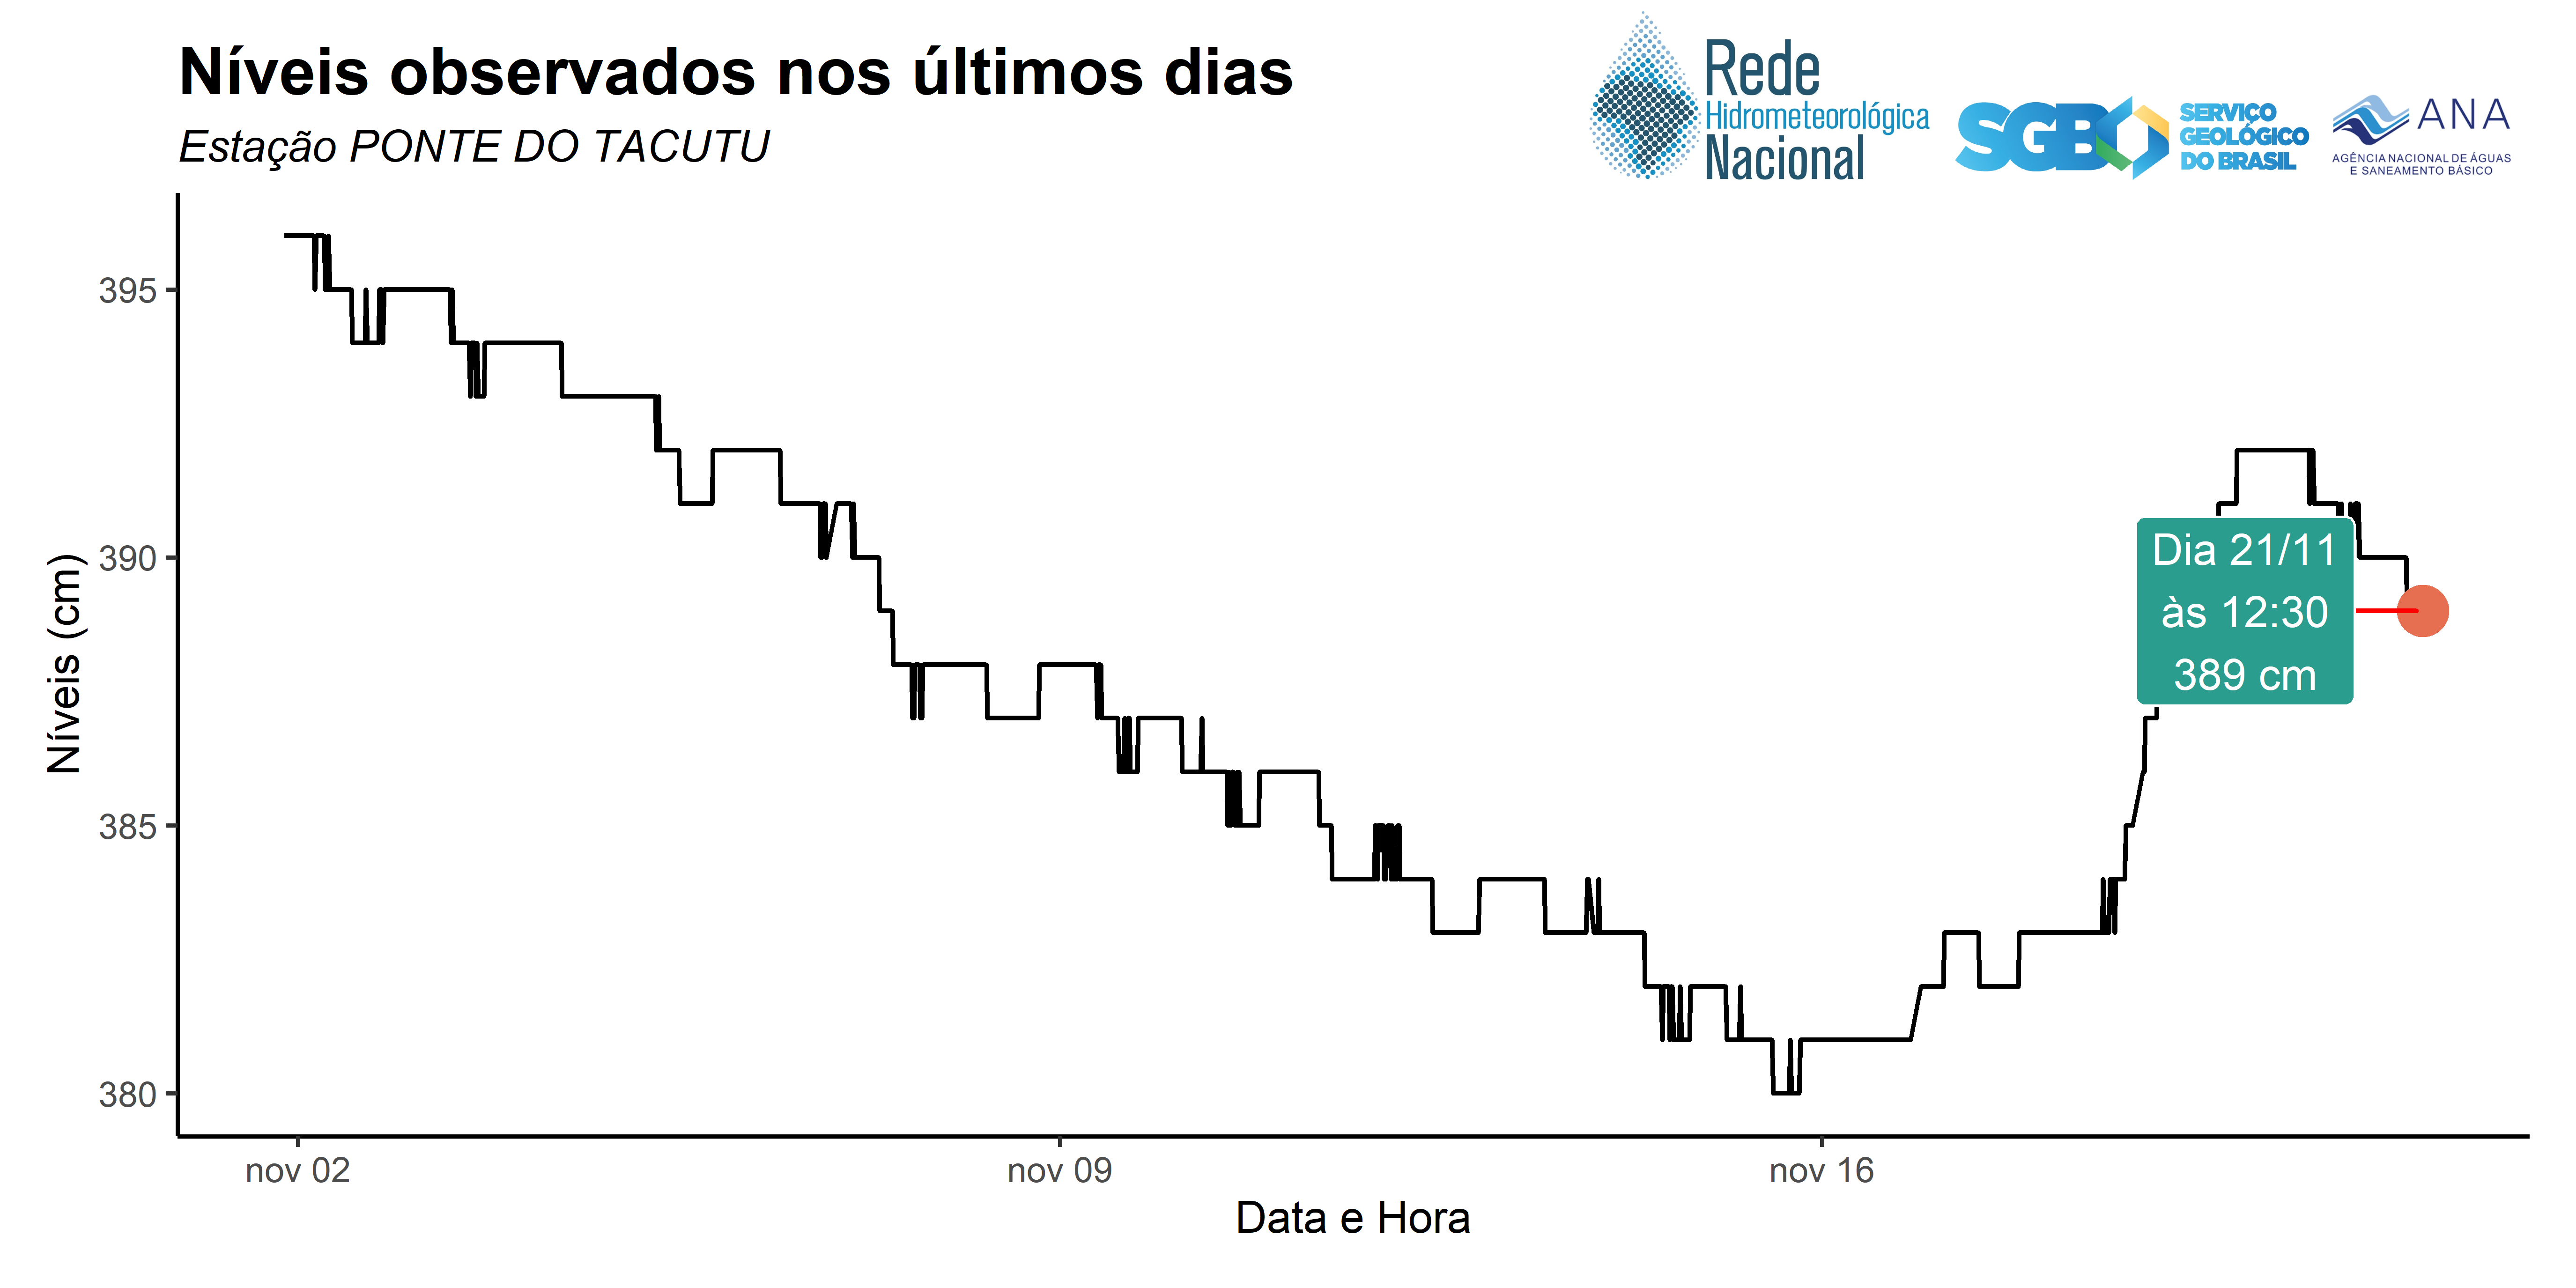 Níveis observados nos últimos dias
Estação PONTE DO TACUTU
Rede
Hidrometeorológica
Nacional
SGB
SERVIÇO
GEOLÓGICO
DO BRASIL
ANA
AGÊNCIA NACIONAL DE ÁGUAS
E SANEAMENTO BÁSICO
Níveis (cm)
395
390
385
380
Dia 21/11
às 12:30
389 cm
nov 02
nov 09
nov 16
Data e Hora